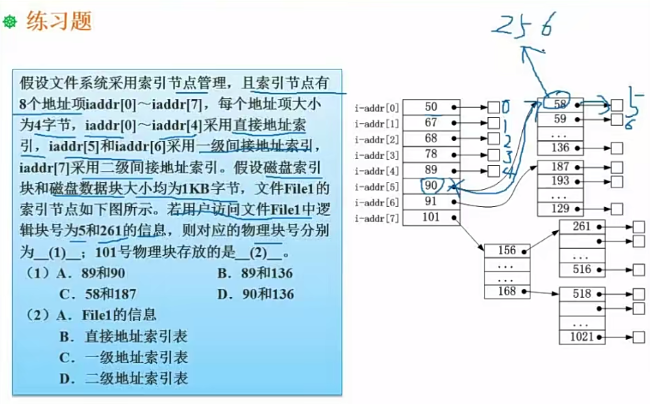 练习题
256
假设文件系统采用索引节点管理，且索引节点有
8个地址项iaddr[0]～iaddr[7]，每个地址项大小
为4字节，iaddr[0]～iaddr[4]采用直接地址索
引，iaddr[5]和iaddr[6]采用一级间接地址索引，
iaddr[7]采用二级间接地址索引。假设磁盘索引
块和磁盘数据块大小均为1KB字节，文件File1的
索引节点如下图所示。若用户访问文件File1中逻
辑块号为5和261的信息，则对应的物理块号分别
为__(1)__；101号物理块存放的是__(2)__。
（1）A．89和90 B．89和136
C．58和187 D．90和136
（2）A．File1的信息
B．直接地址索引表
C．一级地址索引表
D．二级地址索引表
i-addr[0] 50 0
i-addr[1] 67 1
i-addr[2] 68 2
i-addr[3] 78 3
i-addr[4] 89 4
i-addr[5] 90
i-addr[6] 91
i-addr[7] 101
58 5
59 6
...
136
187
193
...
129
156
...
...
168
261
...
516
518
...
1021